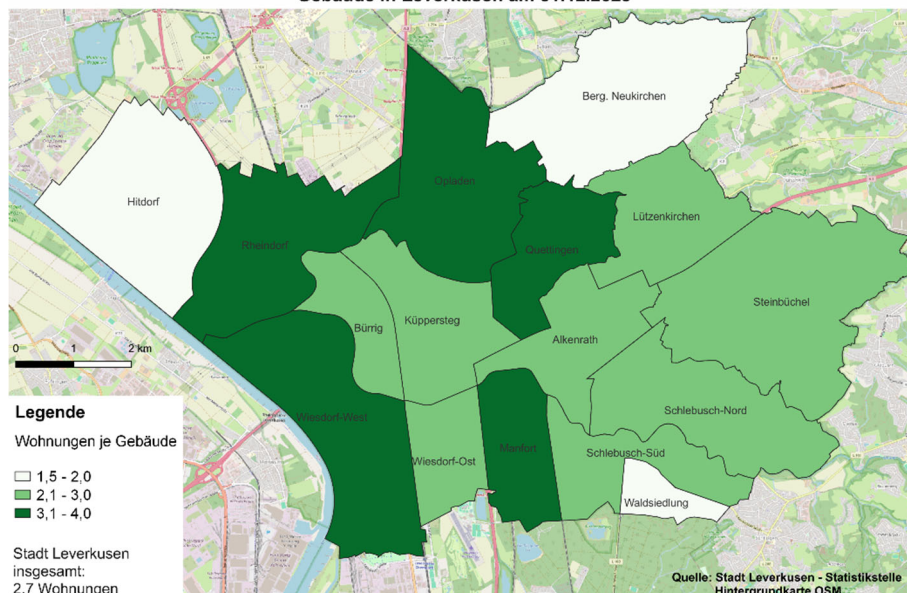 Berg. Neukirchen
Hitdorf
Opladen
Lützenkirchen
Rheindorf
Quettingen
Steinbüchel
Küppersteg
Bürrig
Alkenrath
0 1 2 km
Legende
Wohnungen je Gebäude
1,5 - 2,0
2,1 - 3,0
3,1 - 4,0
Wiesdorf-West
Schlebusch-Nord
Manfort
Schlebusch-Süd
Wiesdorf-Ost
Waldsiedlung
Stadt Leverkusen
insgesamt:
2,7 Wohnungen
Quelle: Stadt Leverkusen - Statistikstelle
Hintergrundkarte OSM